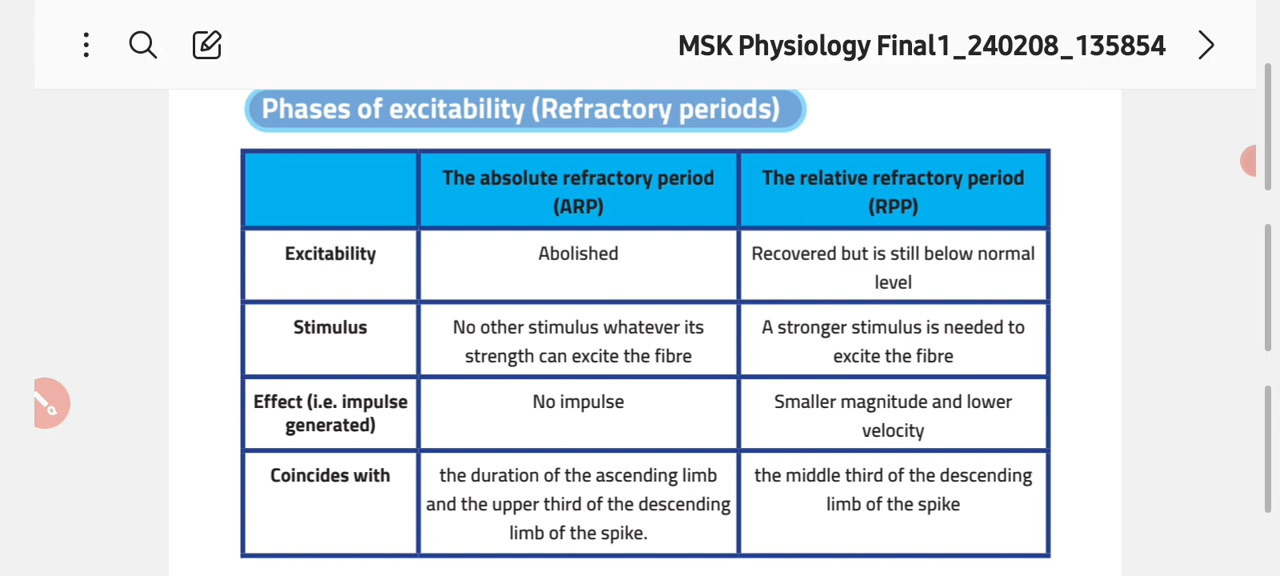 MSK Physiology Final1_240208_135854
Phases of excitability (Refractory periods)
The absolute refractory period
(ARP)
The relative refractory period
(RPP)
Excitability
Abolished
Recovered but is still below normal
level
Stimulus
No other stimulus whatever its
strength can excite the fibre
A stronger stimulus is needed to
excite the fibre
Effect (i.e. impulse
generated)
No impulse
Smaller magnitude and lower
velocity
Coincides with
the duration of the ascending limb
and the upper third of the descending
limb of the spike.
the middle third of the descending
limb of the spike